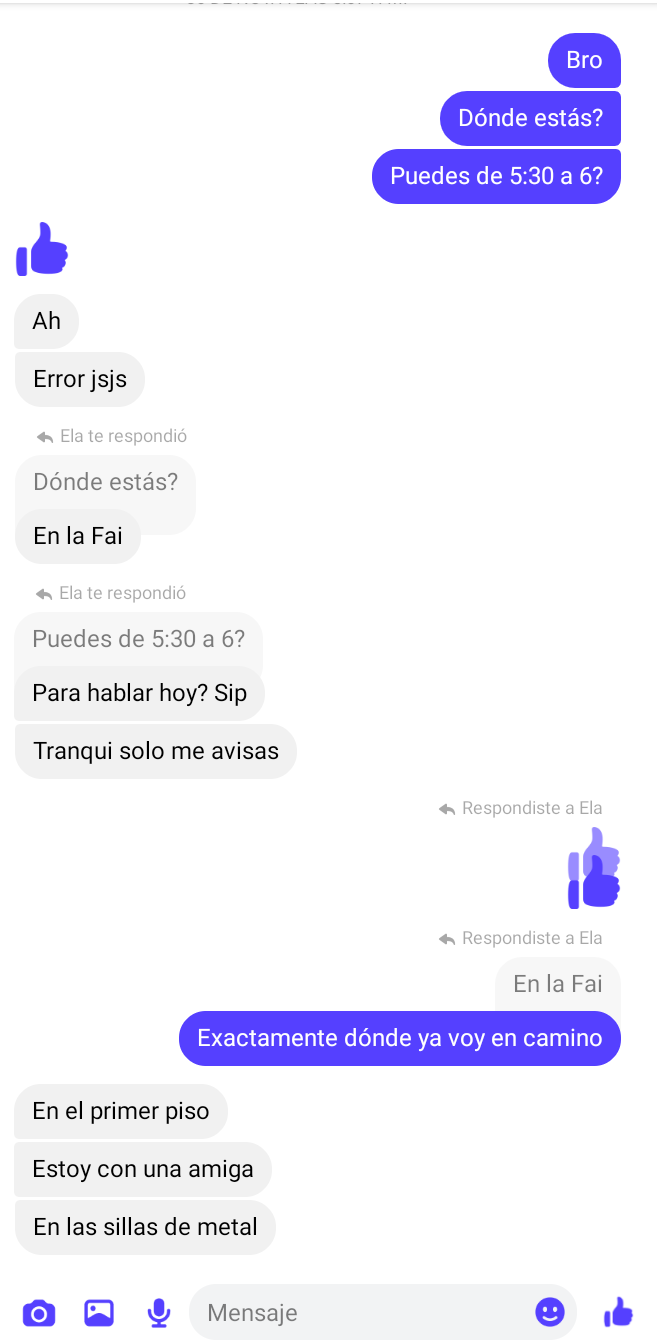 Bro
Dónde estás?
Puedes de 5:30 a 6?
Ah
Error jsjs
Ela te respondió
Dónde estás?
En la Fai
Ela te respondió
Puedes de 5:30 a 6?
Para hablar hoy? Sip
Tranqui solo me avisas
Respondiste a Ela
Respondiste a Ela
En la Fai
Exactamente dónde ya voy en camino
En el primer piso
Estoy con una amiga
En las sillas de metal
Mensaje